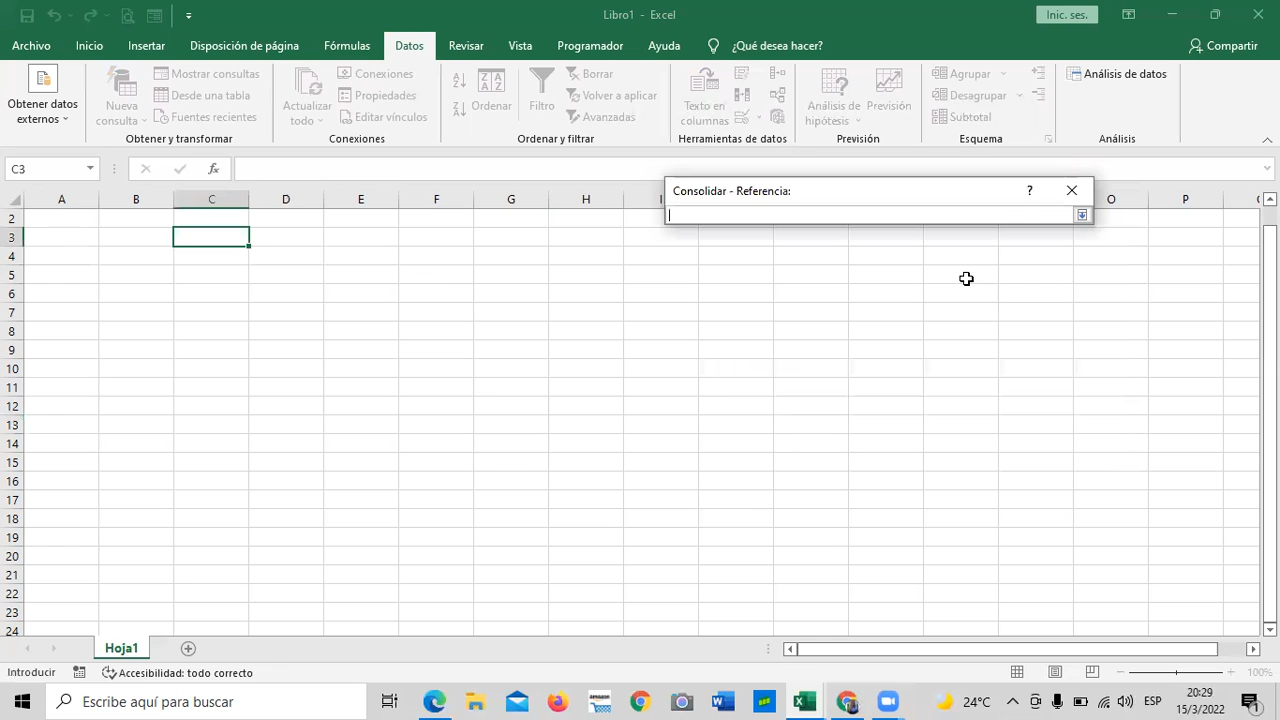 Libro1 - Excel
Inic. ses.
Archivo Inicio Insertar Disposición de página Fórmulas Datos Revisar Vista Programador Ayuda ¿Qué desea hacer? Compartir
Obtener datos externos
Nueva consulta
Mostrar consultas
Desde una tabla
Fuentes recientes
Obtener y transformar
Actualizar todo
Conexiones
Propiedades
Editar vínculos
Conexiones
Ordenar
Filtro
Borrar
Volver a aplicar
Avanzadas
Ordenar y filtrar
Texto en columnas
Herramientas de datos
Análisis de hipótesis
Previsión
Previsión
Agrupar
Desagrupar
Subtotal
Esquema
Análisis de datos
Análisis
C3
fx
Consolidar - Referencia:
?
A B C D E F G H I O P
2
3
4
5
6
7
8
9
10
11
12
13
14
15
16
17
18
19
20
21
22
23
24
Hoja1
Introducir
Accesibilidad: todo correcto
100%
Escribe aquí para buscar
24°C
ESP
20:29
15/3/2022